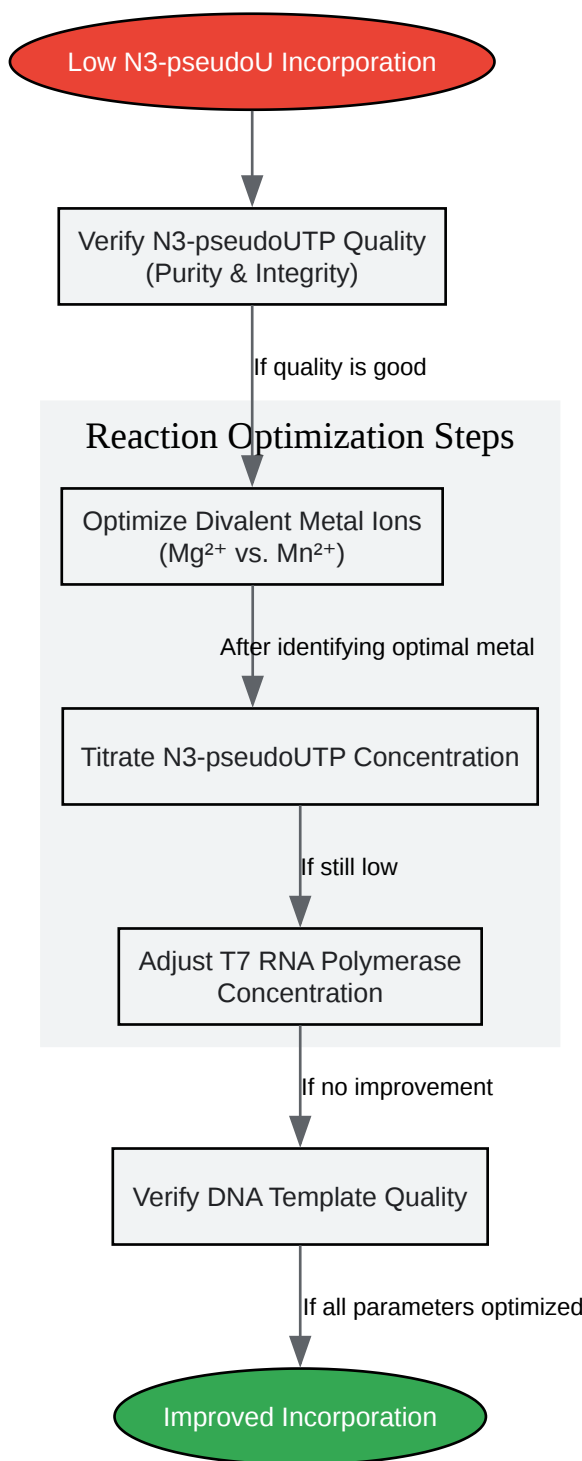 Low N3-pseudoU Incorporation
Verify N3-pseudoUTP Quality
(Purity & Integrity)
If quality is good
Reaction Optimization Steps
Optimize Divalent Metal Ions
(Mg²⁺ vs. Mn²⁺)
After identifying optimal metal
Titrate N3-pseudoUTP Concentration
If still low
Adjust T7 RNA Polymerase
Concentration
If no improvement
Verify DNA Template Quality
If all parameters optimized
Improved Incorporation